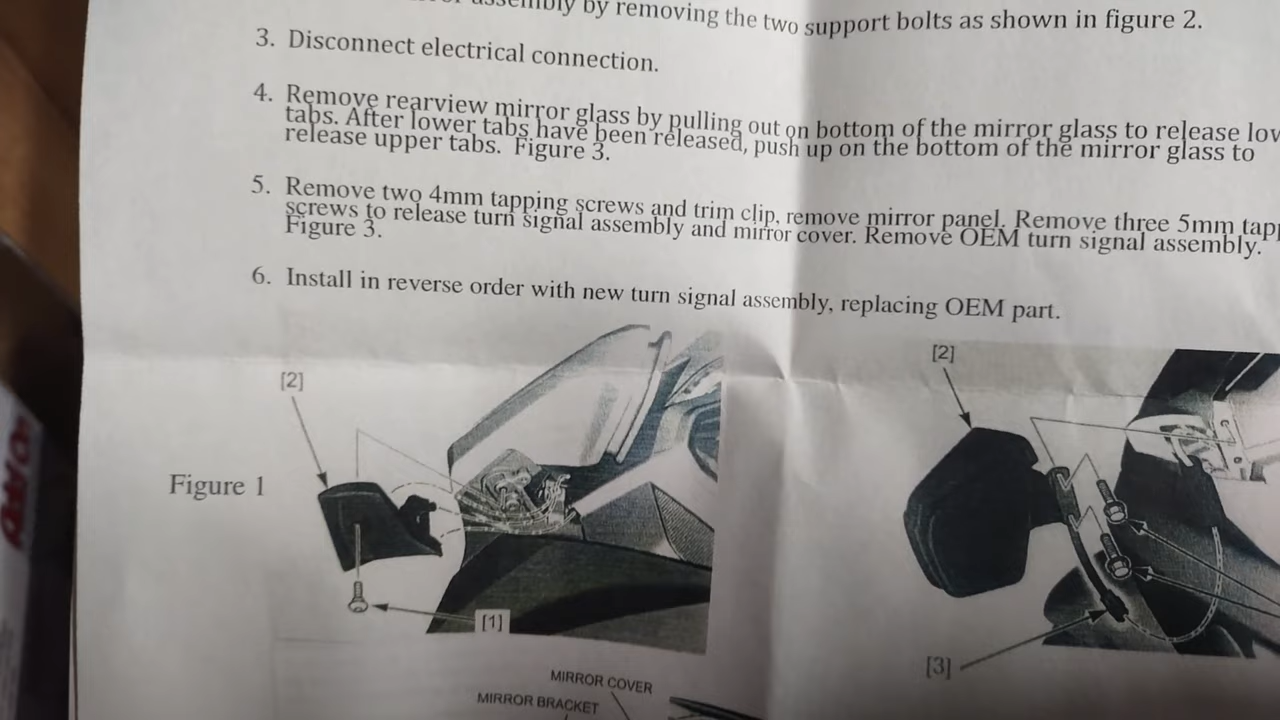 assembly by removing the two support bolts as shown in figure 2.
3. Disconnect electrical connection.
4. Remove rearview mirror glass by pulling out on bottom of the mirror glass to release
tabs. After lower tabs have been released, push up on the bottom of the mirror glass to
release upper tabs. Figure 3.
5. Remove two 4mm tapping screws and trim clip, remove mirror panel. Remove three 5mm
screws to release turn signal assembly and mirror cover. Remove OEM turn signal assembly.
Figure 3.
6. Install in reverse order with new turn signal assembly, replacing OEM part.
[2]
[2]
Figure 1
[1]
[3]
MIRROR COVER
MIRROR BRACKET